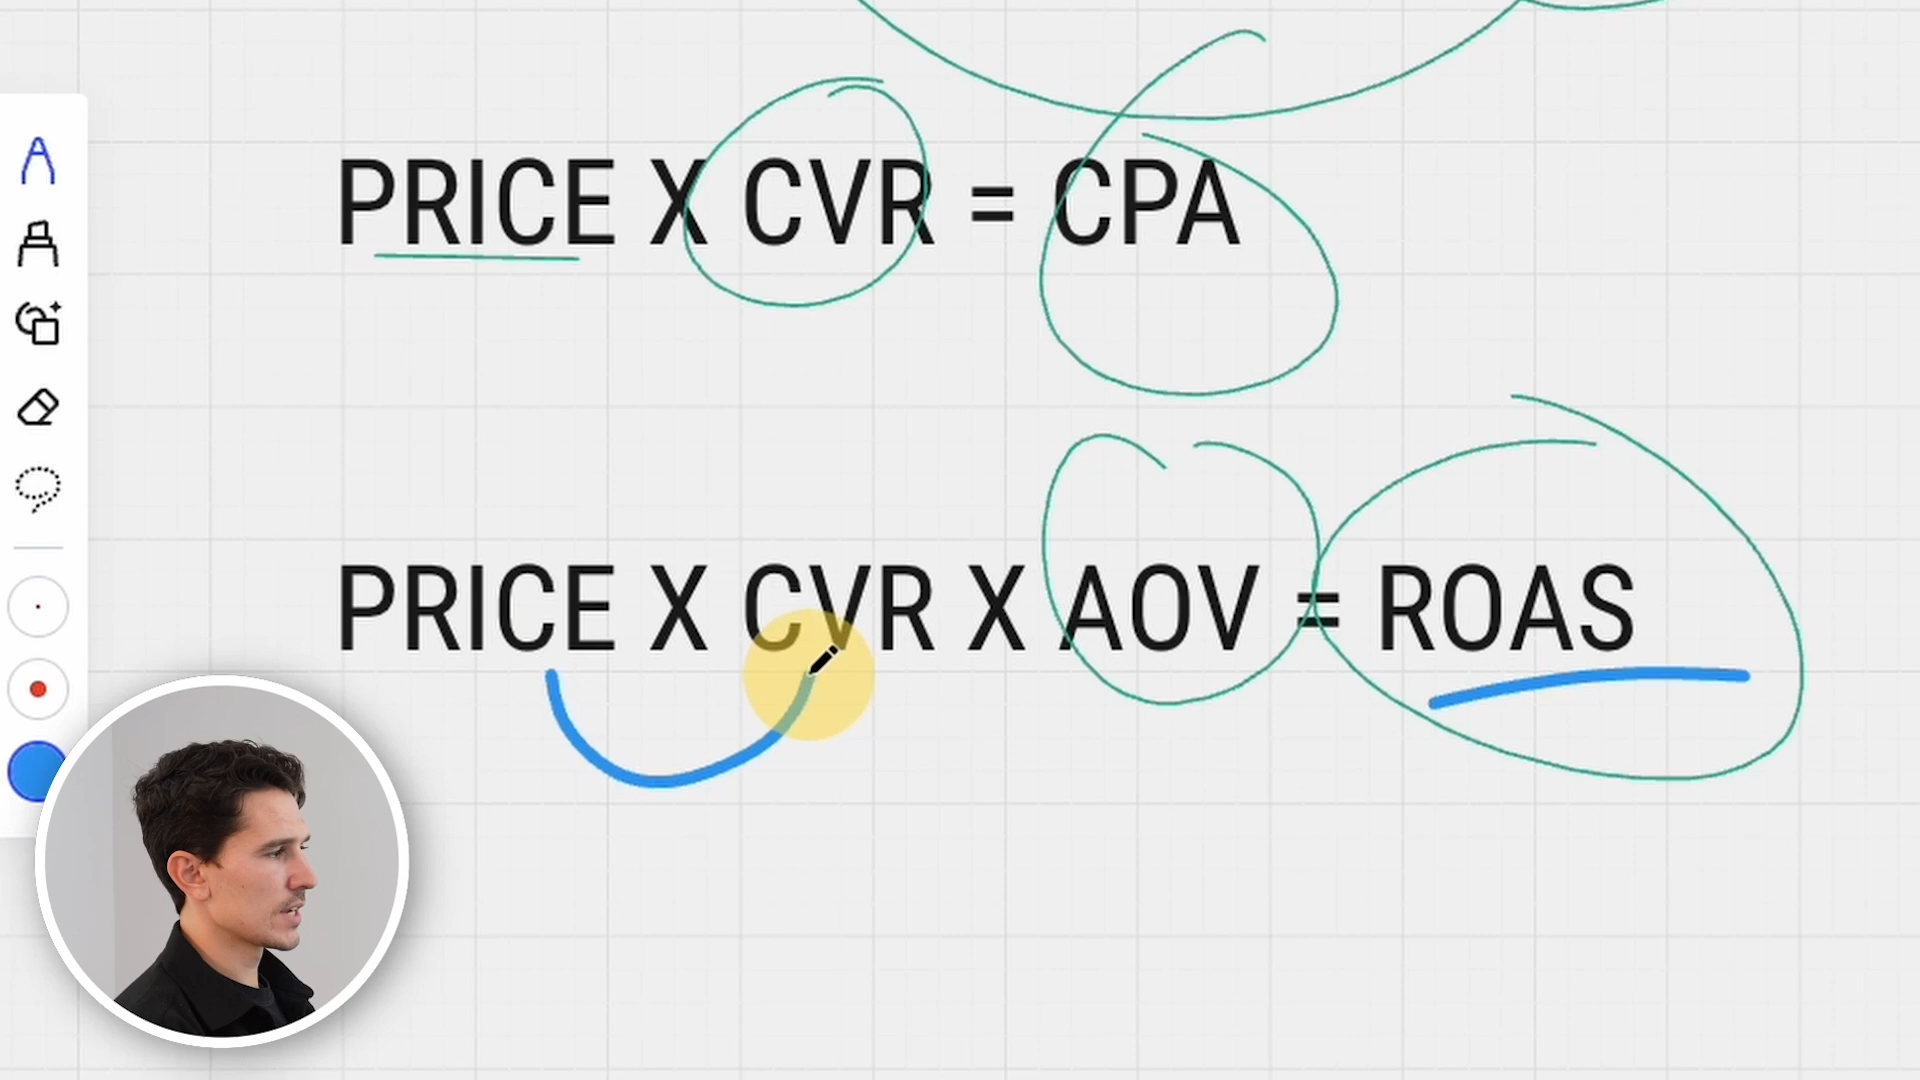 PRICE X CVR = CPA
PRICE X CVR X AOV = ROAS